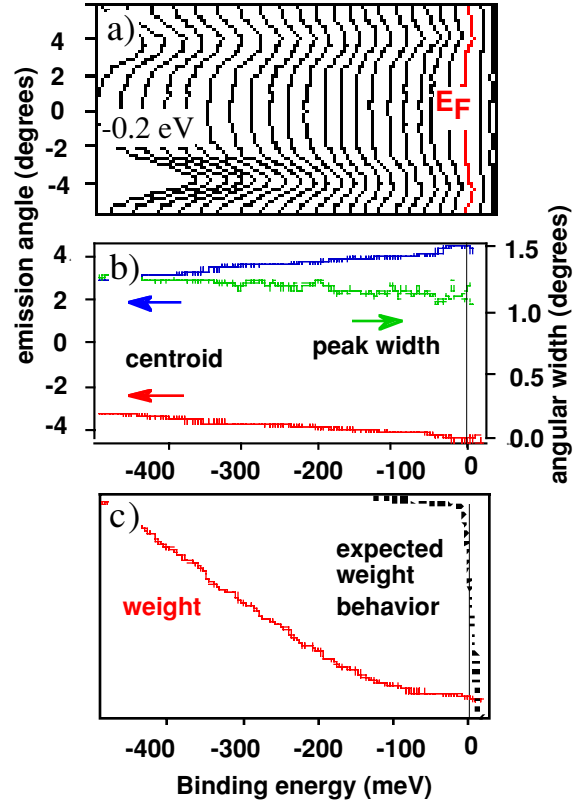 a)
emission angle (degrees)
4
2
0
-2
-4
-0.2 eV
EF
b)
4
2
0
-2
-4
centroid
peak width
1.5
1.0
0.5
0.0
angular width (degrees)
-400 -300 -200 -100 0
c)
weight
expected
weight
behavior
-400 -300 -200 -100 0
Binding energy (meV)